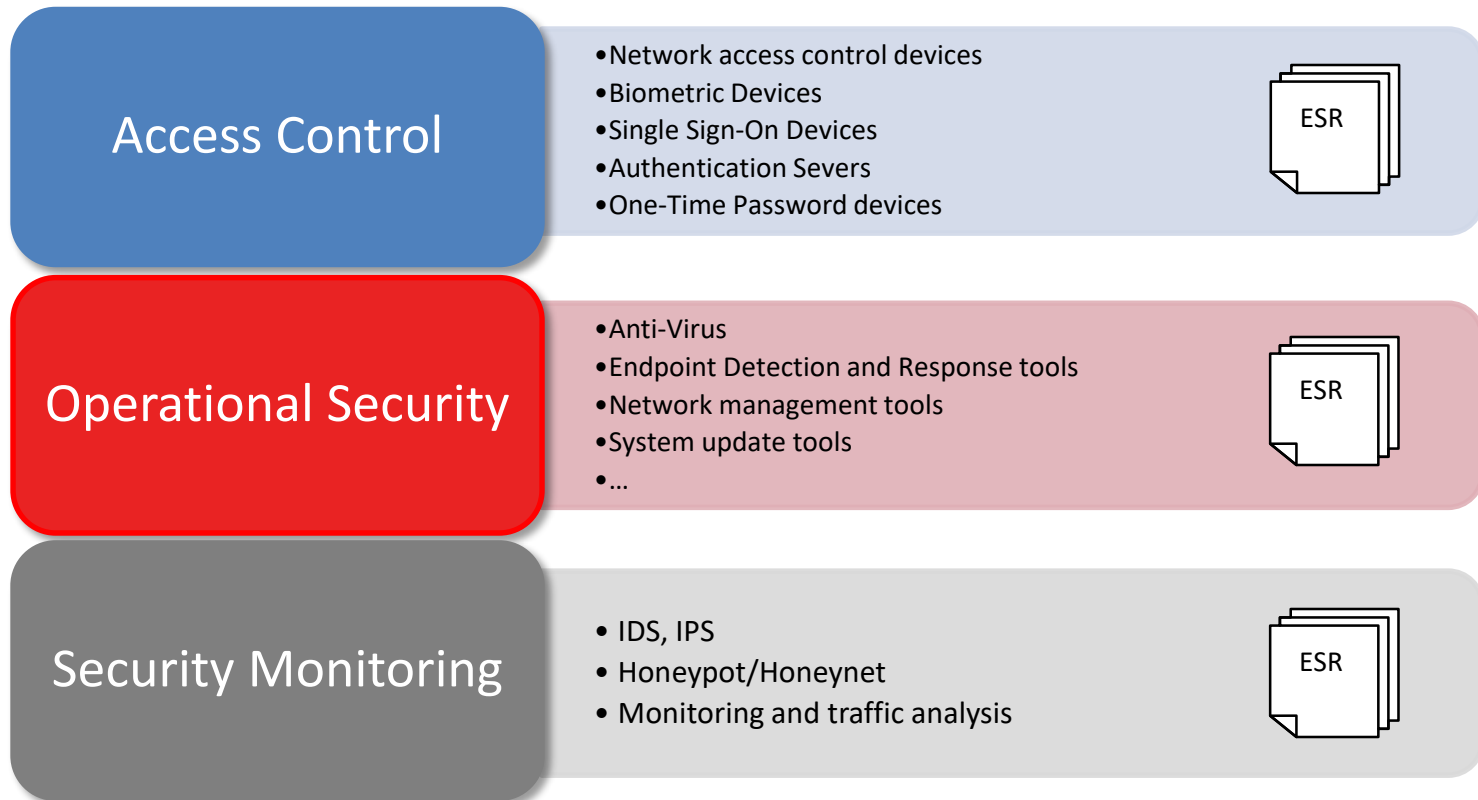 Access Control
•Network access control devices
•Biometric Devices
•Single Sign-On Devices
•Authentication Severs
•One-Time Password devices
ESR
Operational Security
•Anti-Virus
•Endpoint Detection and Response tools
•Network management tools
•System update tools
•...
ESR
Security Monitoring
• IDS, IPS
• Honeypot/Honeynet
• Monitoring and traffic analysis
ESR